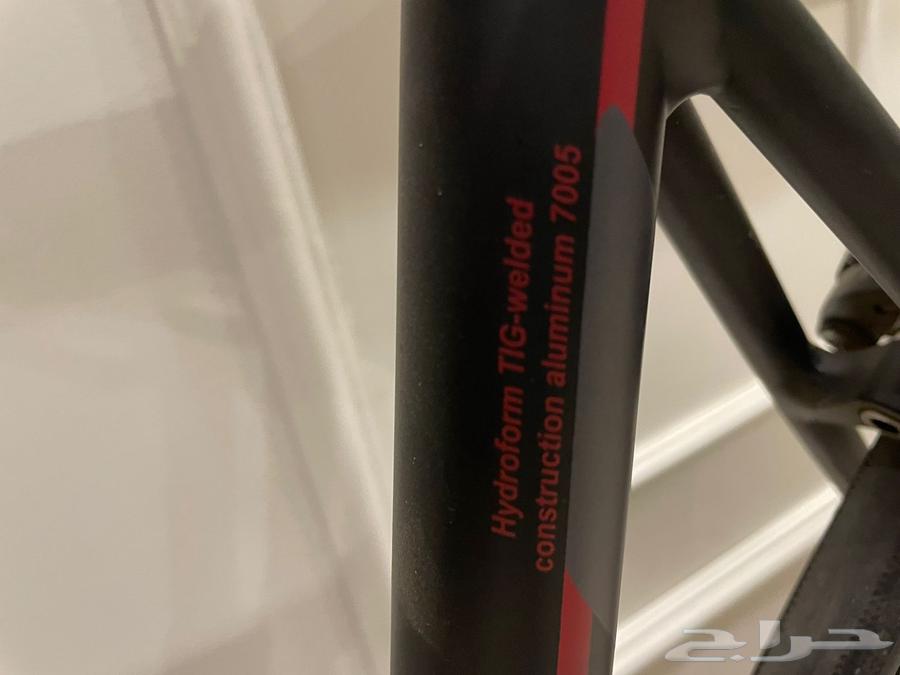 Hydroform TIG-welded
construction aluminum 7005
حراج